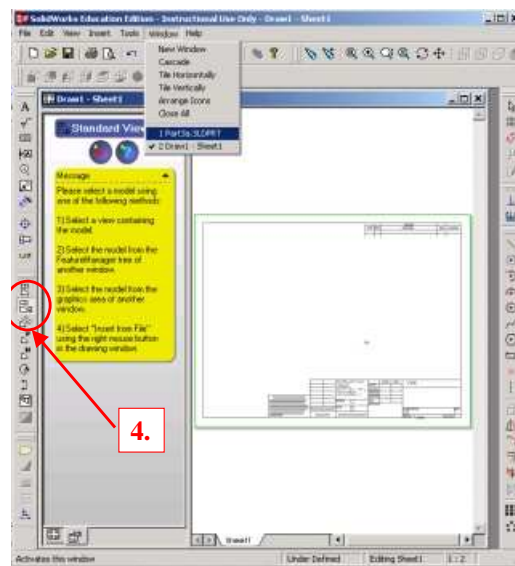 SolidWorks Education Edition - Instructional Use Only - Draw1 - Sheet1
File Edit View Insert Tools Window Help
New Window
Cascade
Tile Horizontally
Tile Vertically
Arrange Icons
Close All
1 Part3a.SLDPRT
2 Draw1 - Sheet1
Draw1 - Sheet1
Standard View
Message
Please select a model using
one of the following methods:
1) Select a view containing
the model.
2) Select the model from the
FeatureManager tree of
another window.
3) Select the model from the
graphics area of another
window.
4) Select "Insert from File"
using the right mouse button
in the drawing window.
4.
Sheet1
Activates this window
Under Defined
Editing Sheet1
1:2